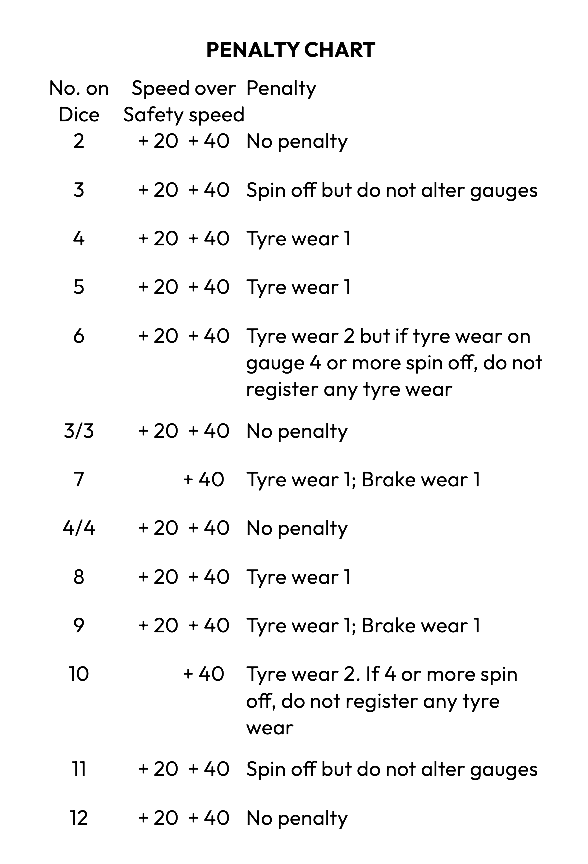 PENALTY CHART
No. on Speed over Penalty
Dice Safety speed
2 + 20 + 40 No penalty
3 + 20 + 40 Spin off but do not alter gauges
4 + 20 + 40 Tyre wear 1
5 + 20 + 40 Tyre wear 1
6 + 20 + 40 Tyre wear 2 but if tyre wear on
gauge 4 or more spin off, do not
register any tyre wear
3/3 + 20 + 40 No penalty
7 + 40 Tyre wear 1; Brake wear 1
4/4 + 20 + 40 No penalty
8 + 20 + 40 Tyre wear 1
9 + 20 + 40 Tyre wear 1; Brake wear 1
10 + 40 Tyre wear 2. If 4 or more spin
off, do not register any tyre
wear
11 + 20 + 40 Spin off but do not alter gauges
12 + 20 + 40 No penalty